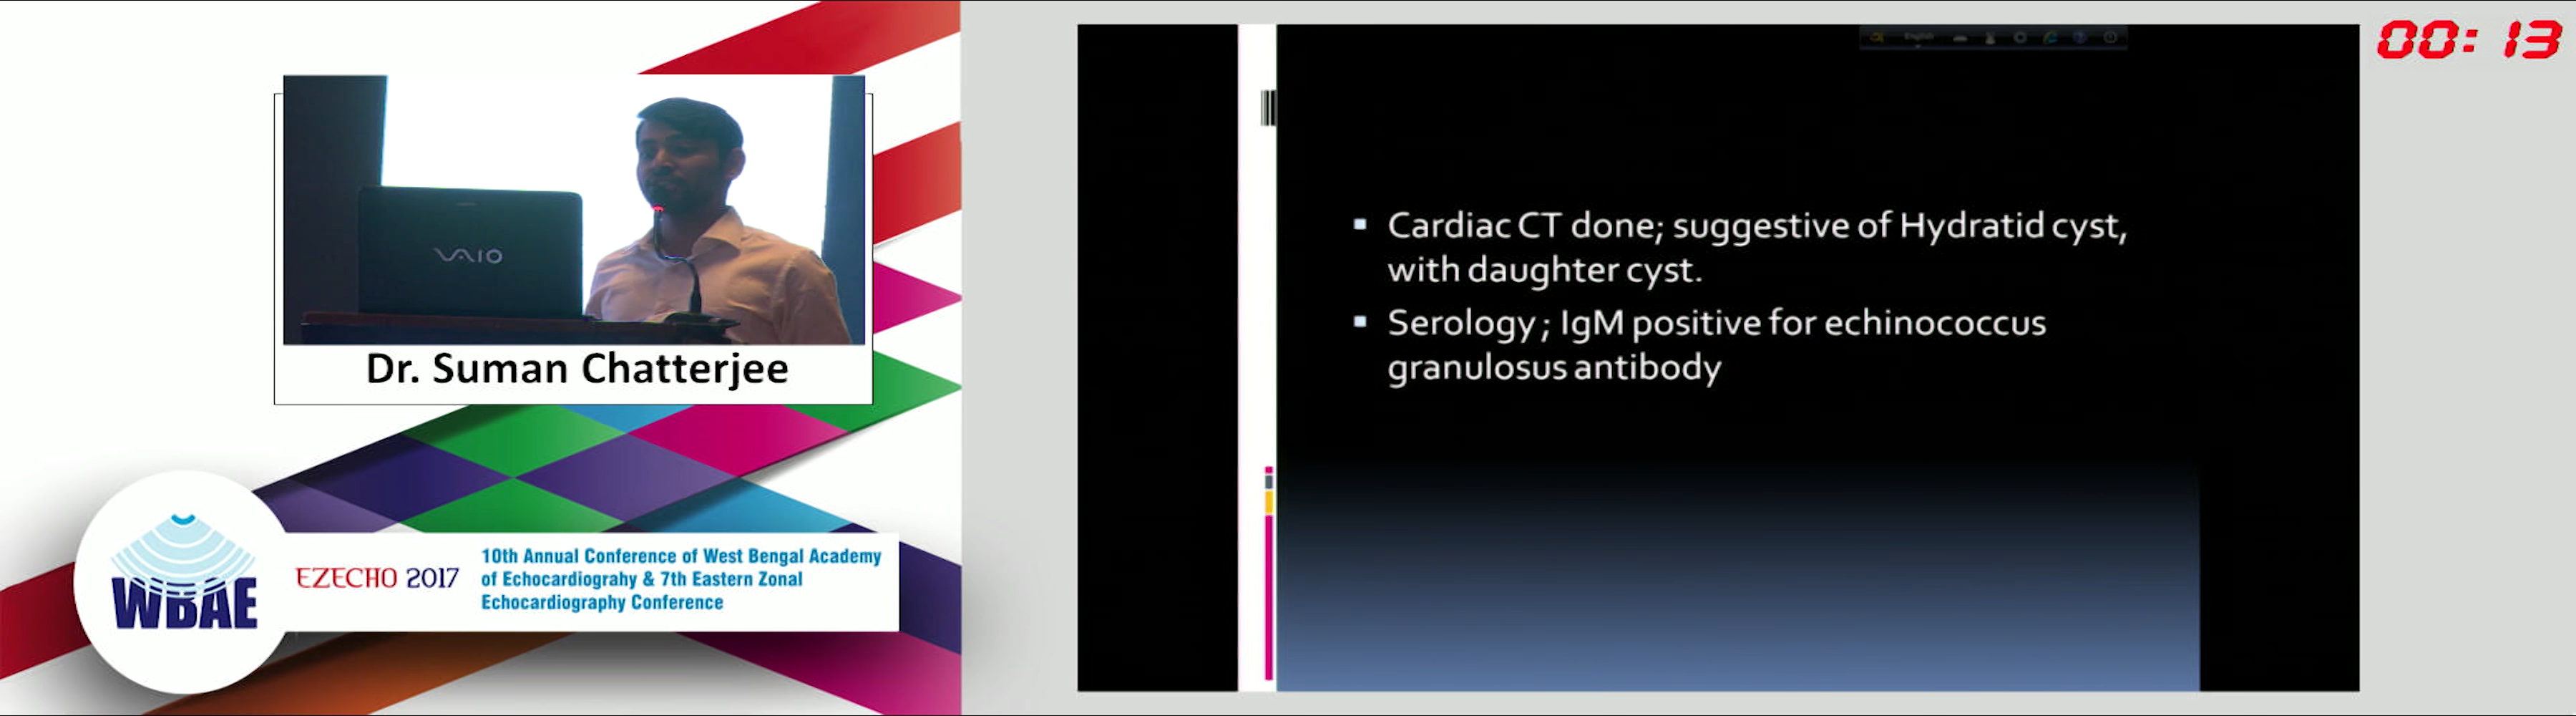 00:13
VAIO
Dr. Suman Chatterjee
WBAE
EZECHO 2017
10th Annual Conference of West Bengal Academy
of Echocardiograhy & 7th Eastern Zonal
Echocardiography Conference
English
▪ Cardiac CT done; suggestive of Hydratid cyst,
with daughter cyst.
▪ Serology ; IgM positive for echinococcus
granulosus antibody